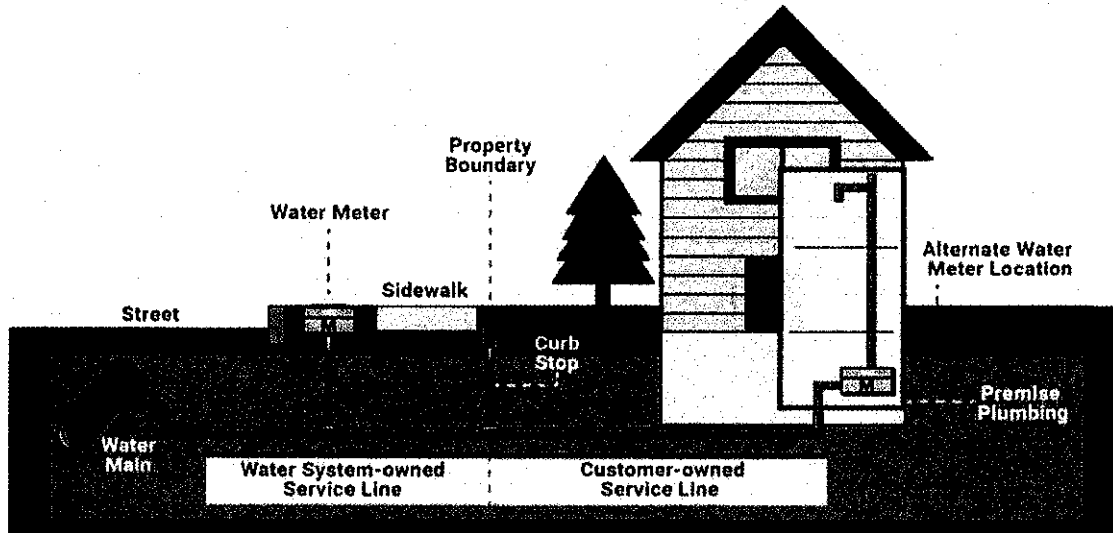 Property
Boundary
Water Meter
Alternate Water
Meter Location
Sidewalk
Street
M
Curb
Stop
M
Premise
Plumbing
Water
Main
Water System-owned
Service Line
Customer-owned
Service Line